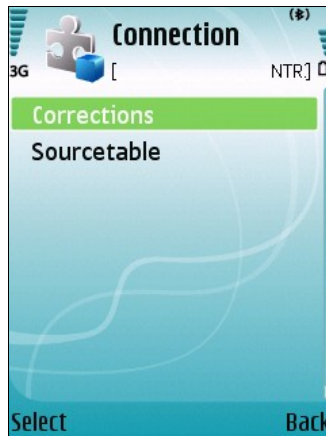 Connection
3G
[ NTR:]
Corrections
Sourcetable
Select Back